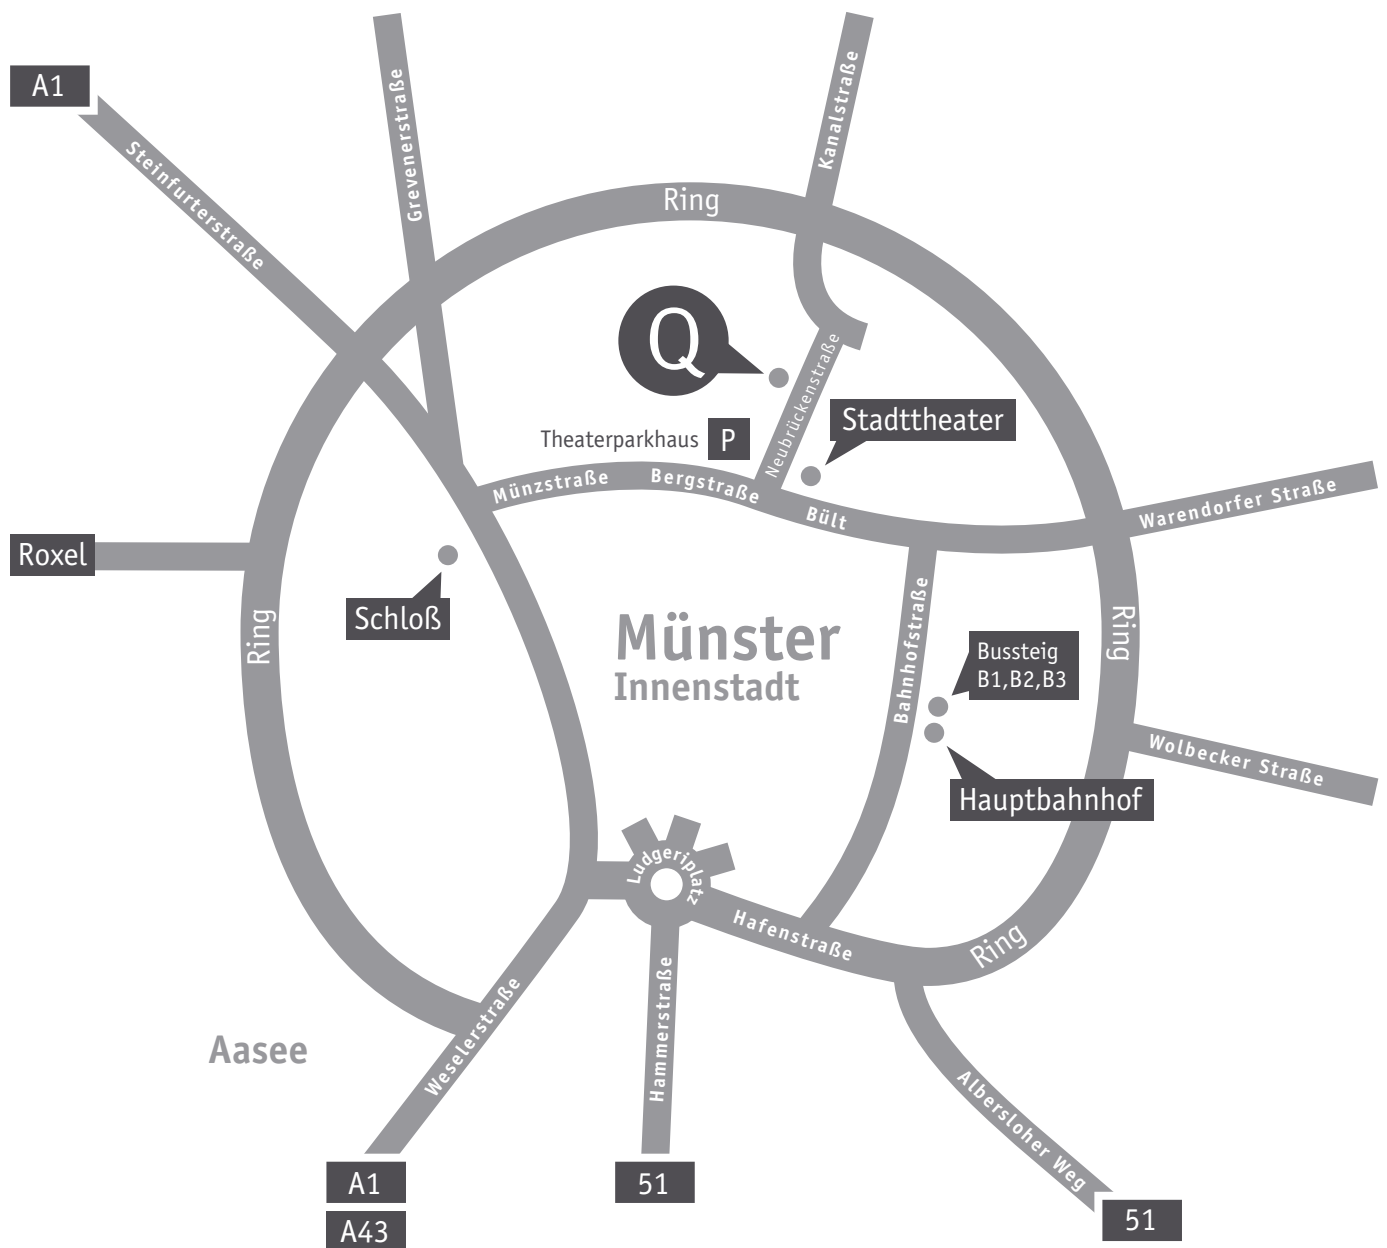 A1
Steinfurterstraße
Grevenerstraße
Kanalstraße
Ring
Q
Neubrückenstraße
Stadttheater
Theaterparkhaus P
Münzstraße
Bergstraße
Bült
Warendorfer Straße
Roxel
Schloß
Ring
Münster
Innenstadt
Bahnhofstraße
Bussteig
B1,B2,B3
Ring
Wolbecker Straße
Hauptbahnhof
Ludgeriplatz
Hafenstraße
Ring
Aasee
Weselerstraße
Hammerstraße
Albersloher Weg
A1
A43
51
51